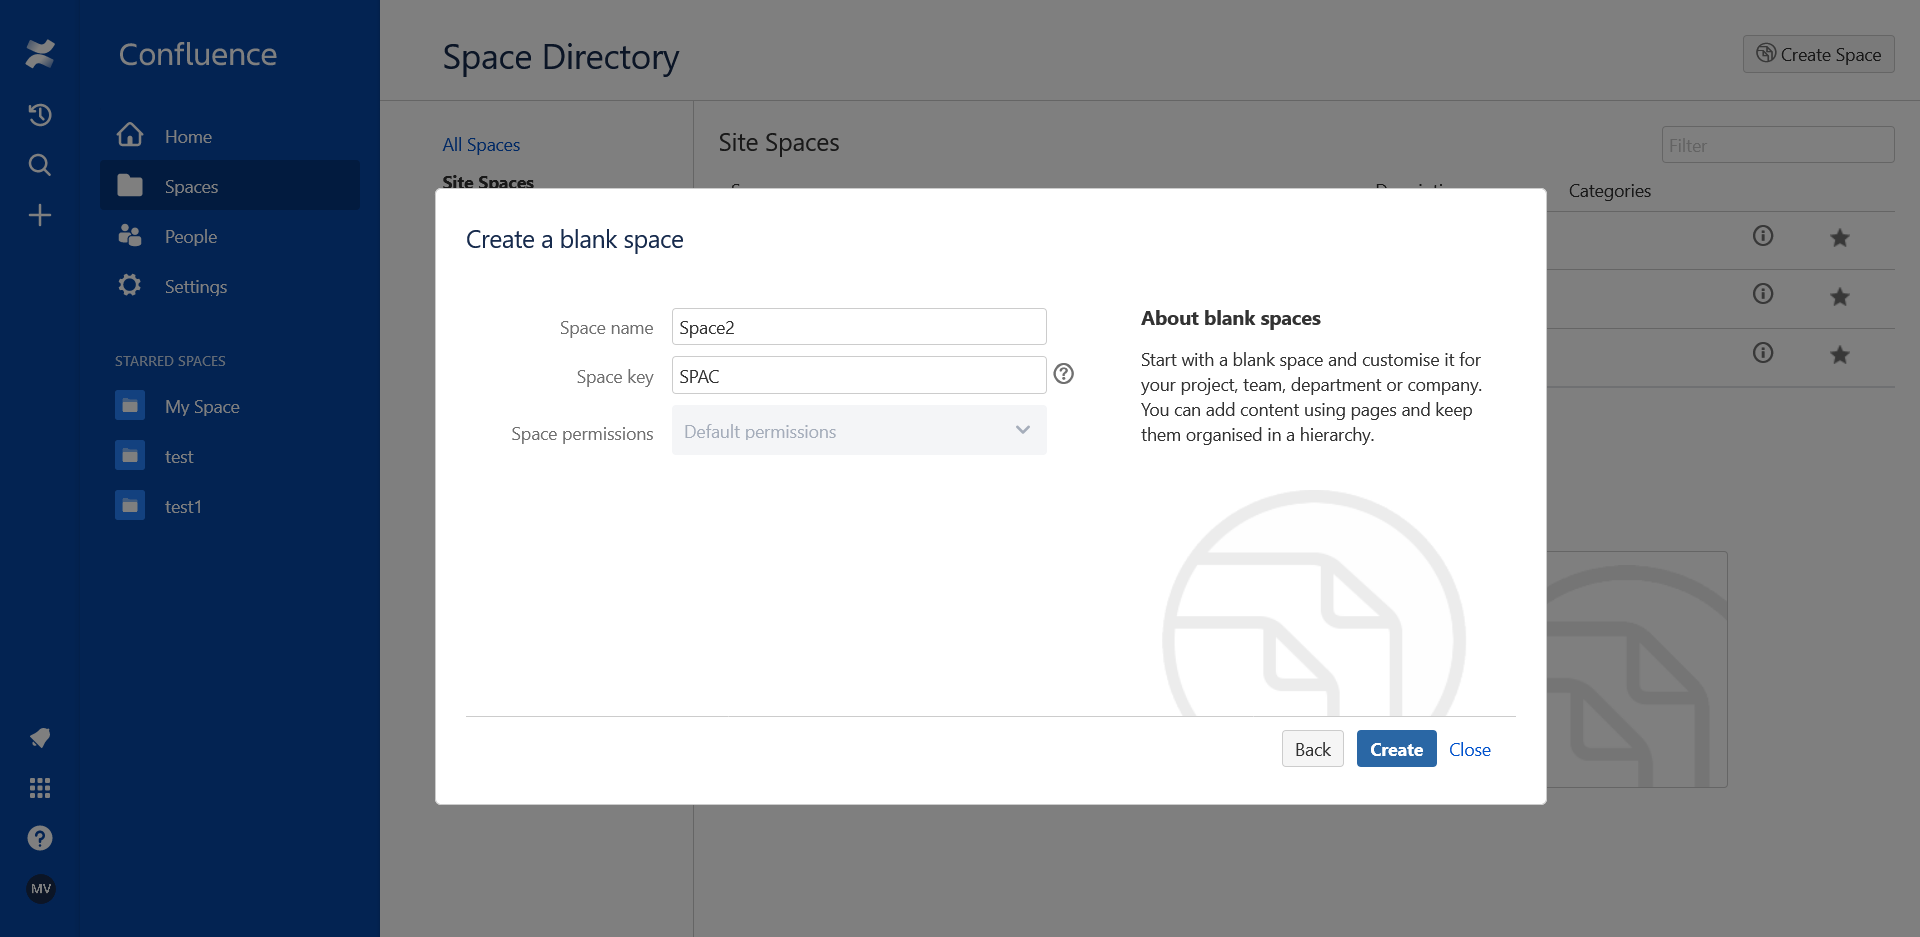 Confluence
Home
Spaces
People
Settings
STARRED SPACES
My Space
test
test1
MV
Space Directory
Create Space
All Spaces
Site Spaces
Site Spaces
Filter
Categories
Create a blank space
Space name
Space2
Space key
SPAC
Space permissions
Default permissions
About blank spaces
Start with a blank space and customise it for
your project, team, department or company.
You can add content using pages and keep
them organised in a hierarchy.
Back
Create
Close